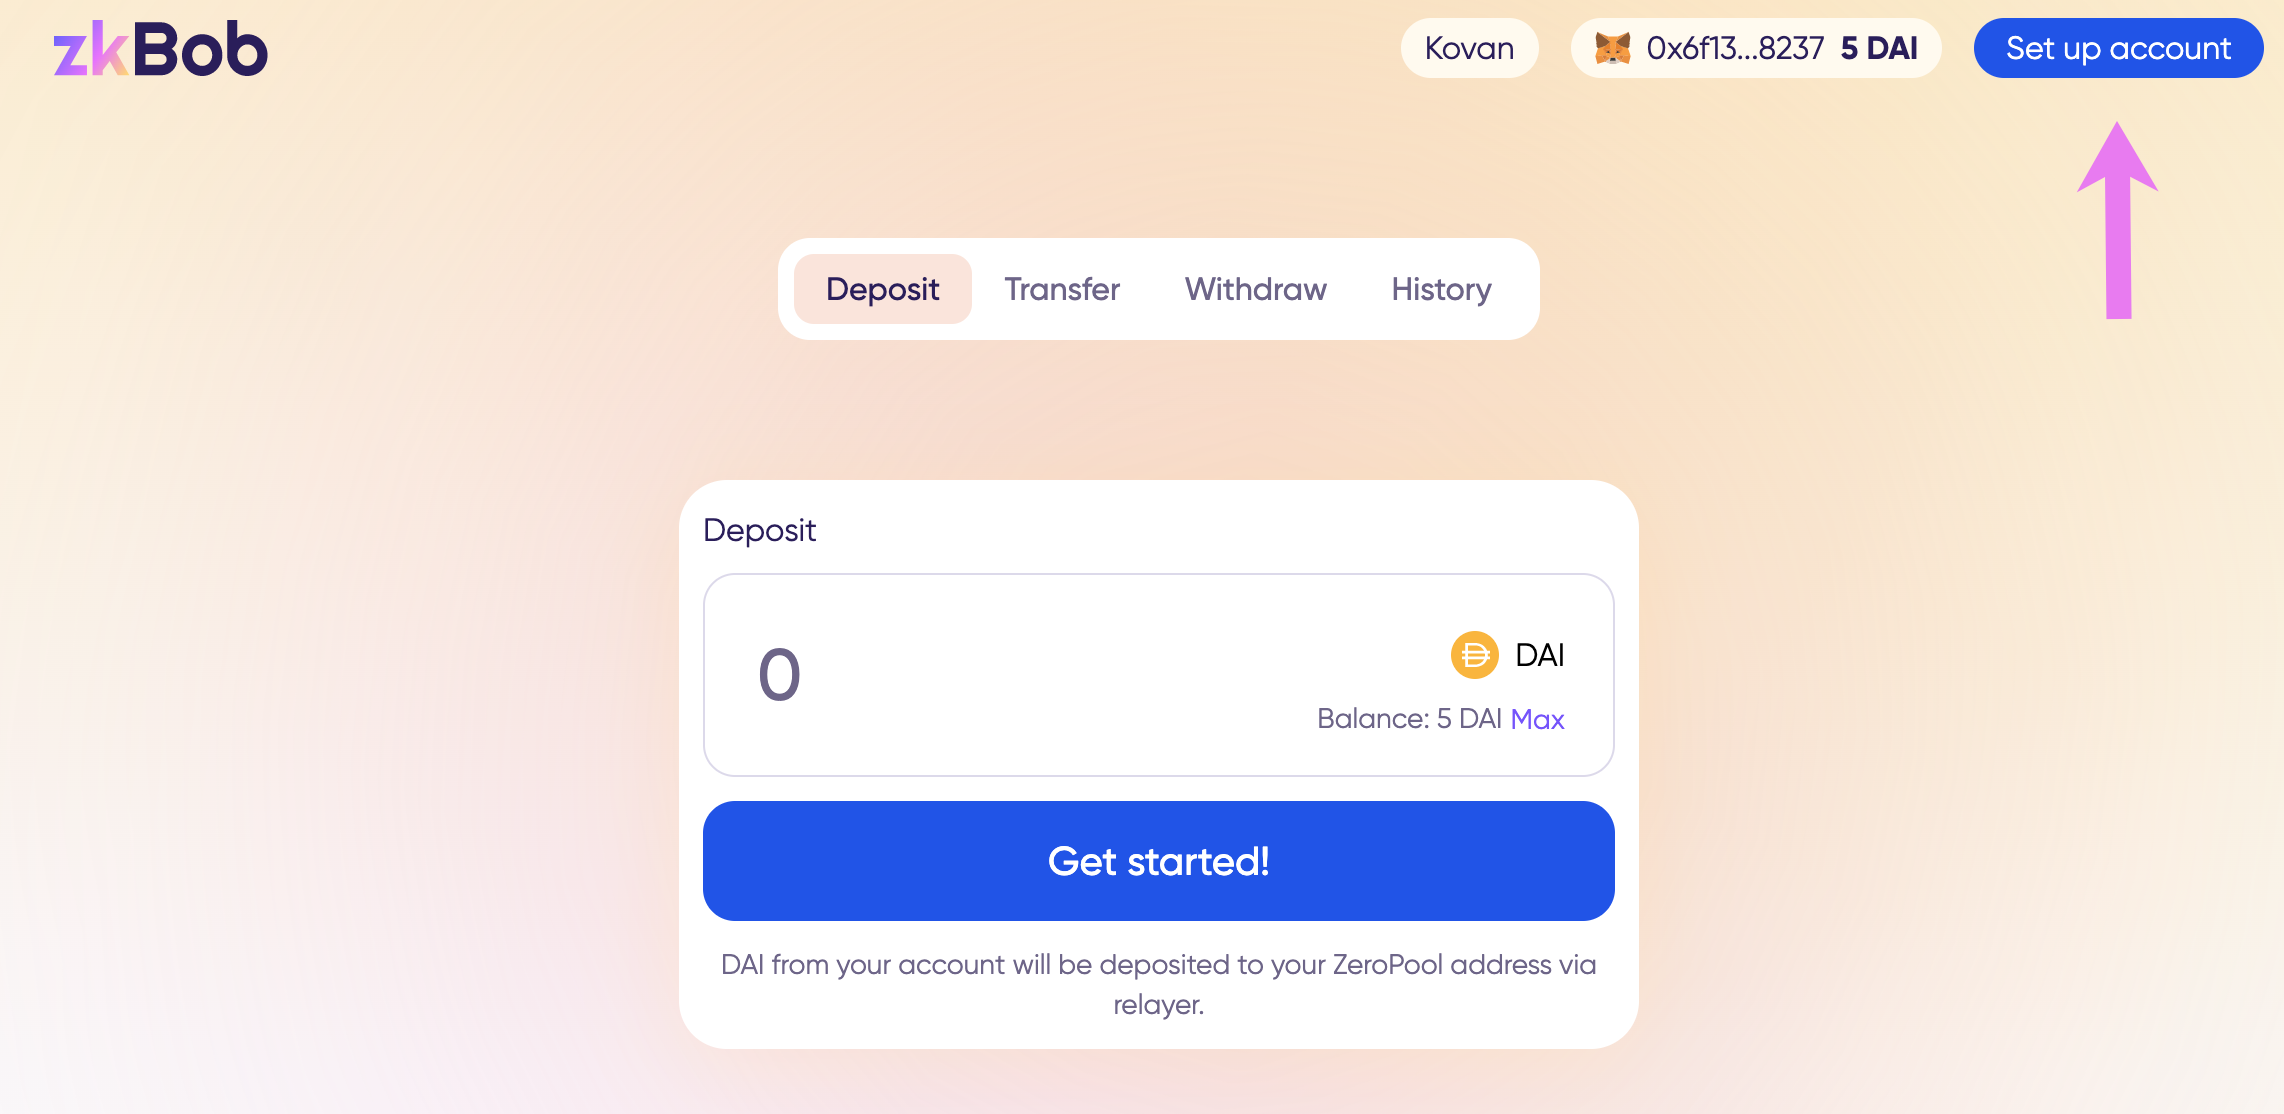 zkBob
Kovan
0x6f13...8237 5 DAI
Set up account
Deposit
Transfer
Withdraw
History
Deposit
0
DAI
Balance: 5 DAI Max
Get started!
DAI from your account will be deposited to your ZeroPool address via
relayer.